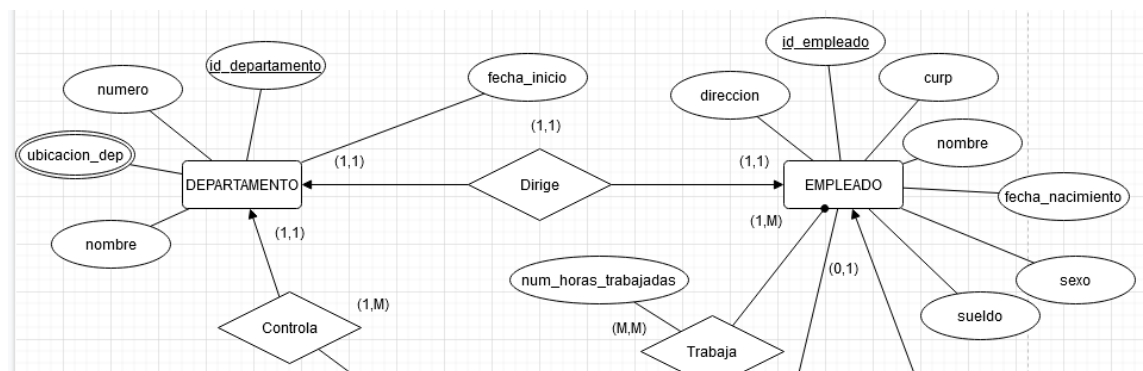 id_empleado
id_departamento
fecha_inicio
curp
numero
direccion
(1,1)
nombre
ubicacion_dep
(1,1)
(1,1)
DEPARTAMENTO
Dirige
EMPLEADO
fecha_nacimiento
(1,1)
(1,M)
nombre
(0,1)
num_horas_trabajadas
sexo
(1,M)
sueldo
Controla
(M,M)
Trabaja